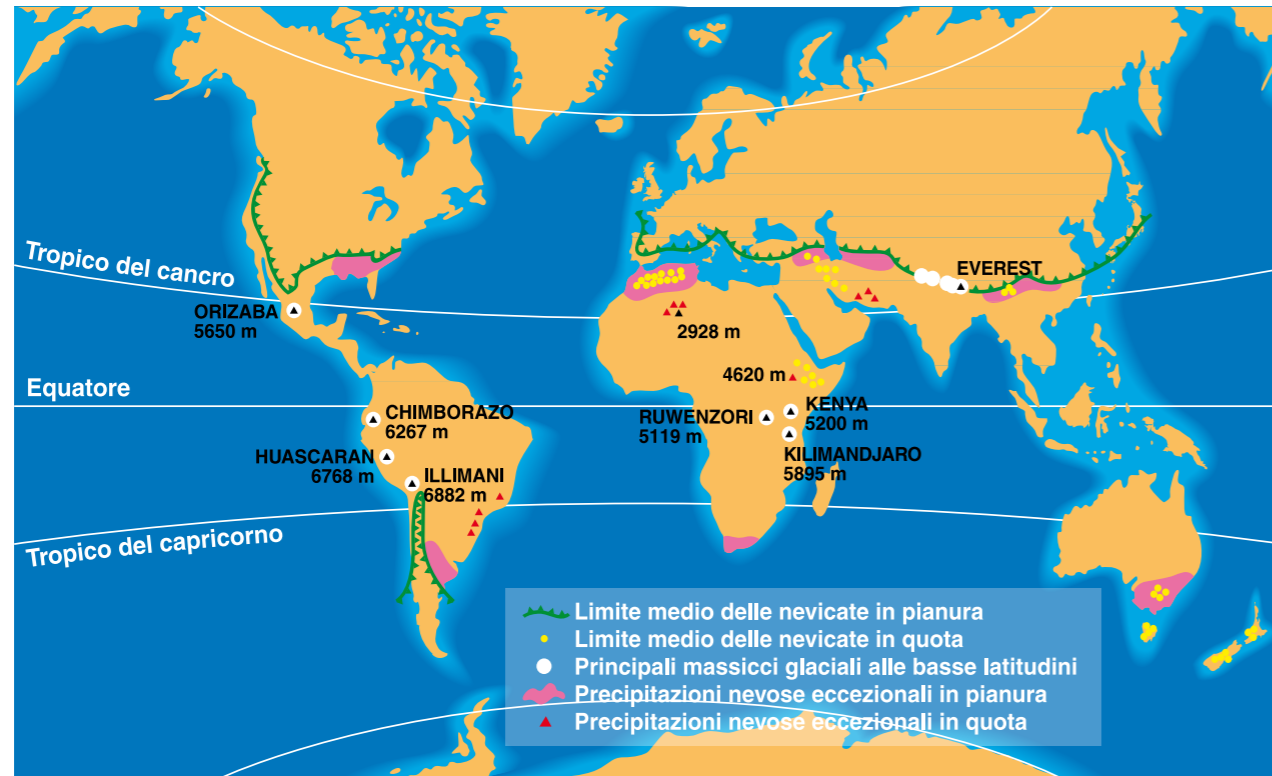 Tropico del cancro
EVEREST
ORIZABA
5650 m
2928 m
4620 m
Equatore
CHIMBORAZO
6267 m
RUWENZORI
5119 m
KENYA
5200 m
HUASCARAN
6768 m
ILLIMANI
6882 m
KILIMANDJARO
5895 m
Tropico del capricorno
Limite medio delle nevicate in pianura
Limite medio delle nevicate in quota
Principali massicci glaciali alle basse latitudini
Precipitazioni nevose eccezionali in pianura
Precipitazioni nevose eccezionali in quota